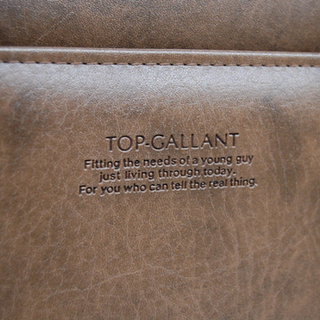 TOP-GALLANT
Fitting the needs of a young guy
just living through today.
For you who can tell the real thing.